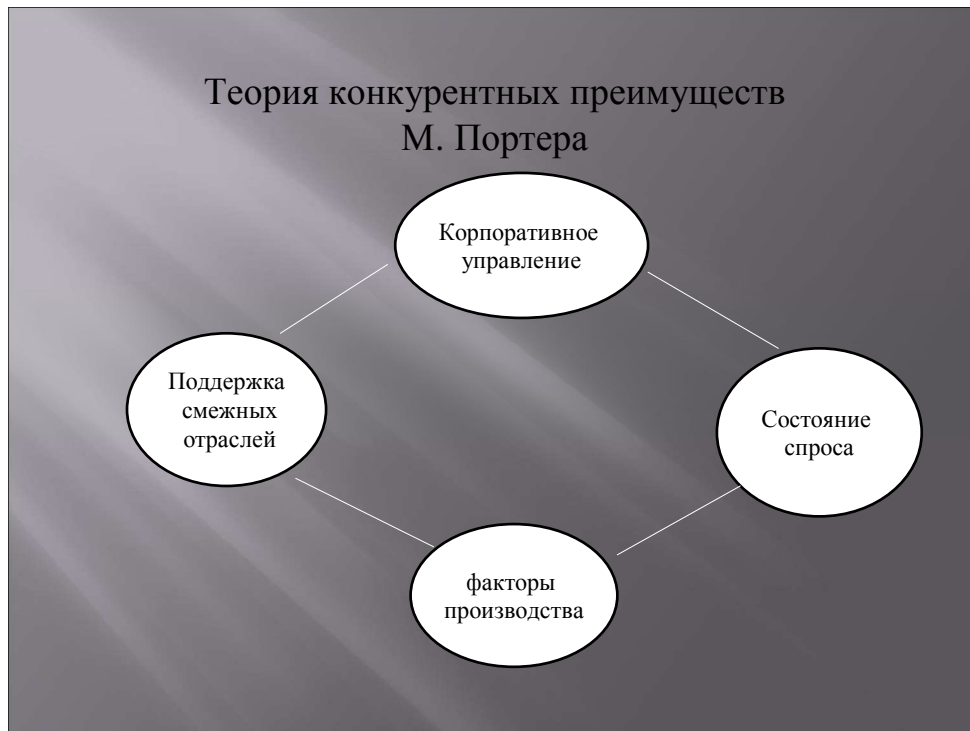 Теория конкурентных преимуществ
М. Портера
Корпоративное
управление
Поддержка
смежных
отраслей
Состояние
спроса
факторы
производства